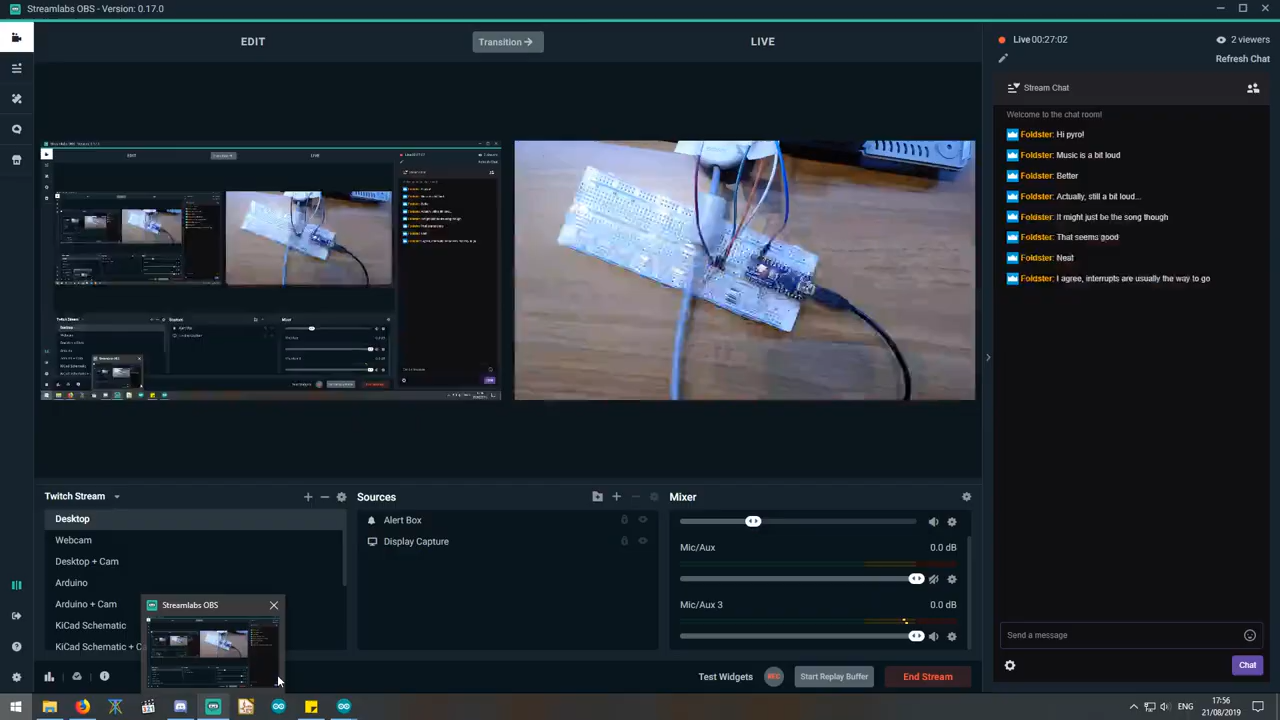 Streamlabs OBS - Version: 0.17.0
EDIT
Transition
LIVE
Live 00:27:02
2 viewers
Refresh Chat
Stream Chat
Welcome to the chat room!
Foldster: Hi pyro!
Foldster: Music is a bit loud
Foldster: Better
Foldster: Actually, still a bit loud...
Foldster: It might just be the song though
Foldster: That seems good
Foldster: Neat
Foldster: I agree, interrupts are usually the way to go
Twitch Stream
Desktop
Webcam
Desktop + Cam
Arduino
Arduino + Cam
KiCad Schematic
KiCad Schematic + C
Streamlabs OBS
Sources
Alert Box
Display Capture
Mixer
Mic/Aux
0.0 dB
Mic/Aux 3
0.0 dB
Send a message
Chat
Test Widgets
REC
Start Replay Buffer
End Stream
ENG
17:56
21/08/2019